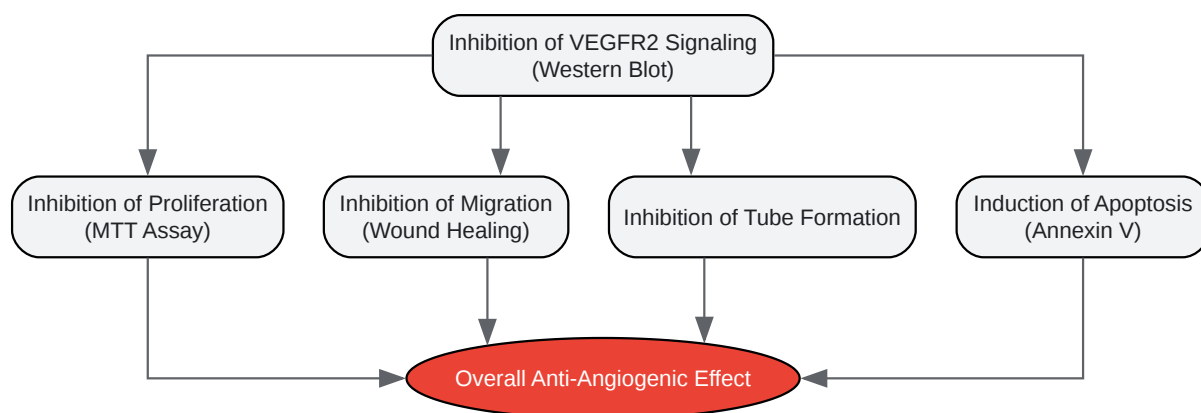 Inhibition of VEGFR2 Signaling
(Western Blot)
Inhibition of Proliferation
(MTT Assay)
Inhibition of Migration
(Wound Healing)
Inhibition of Tube Formation
Induction of Apoptosis
(Annexin V)
Overall Anti-Angiogenic Effect